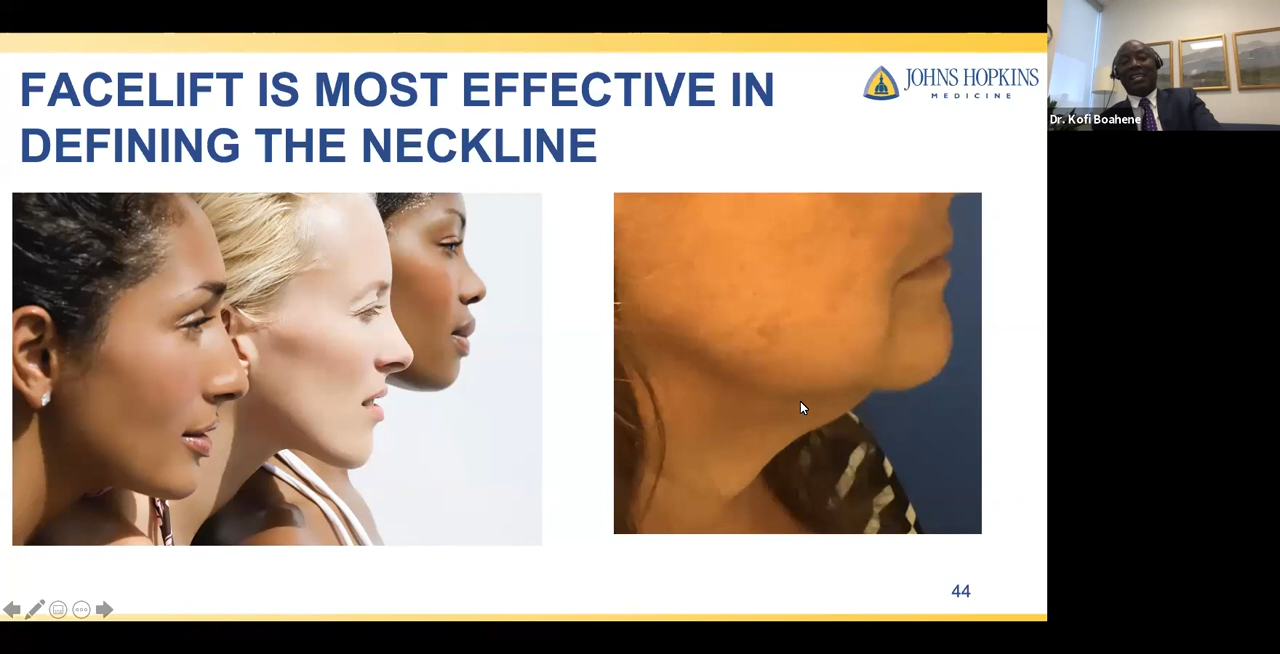 FACELIFT IS MOST EFFECTIVE IN
DEFINING THE NECKLINE
JOHNS HOPKINS
MEDICINE
Dr. Kofi Boahene
44